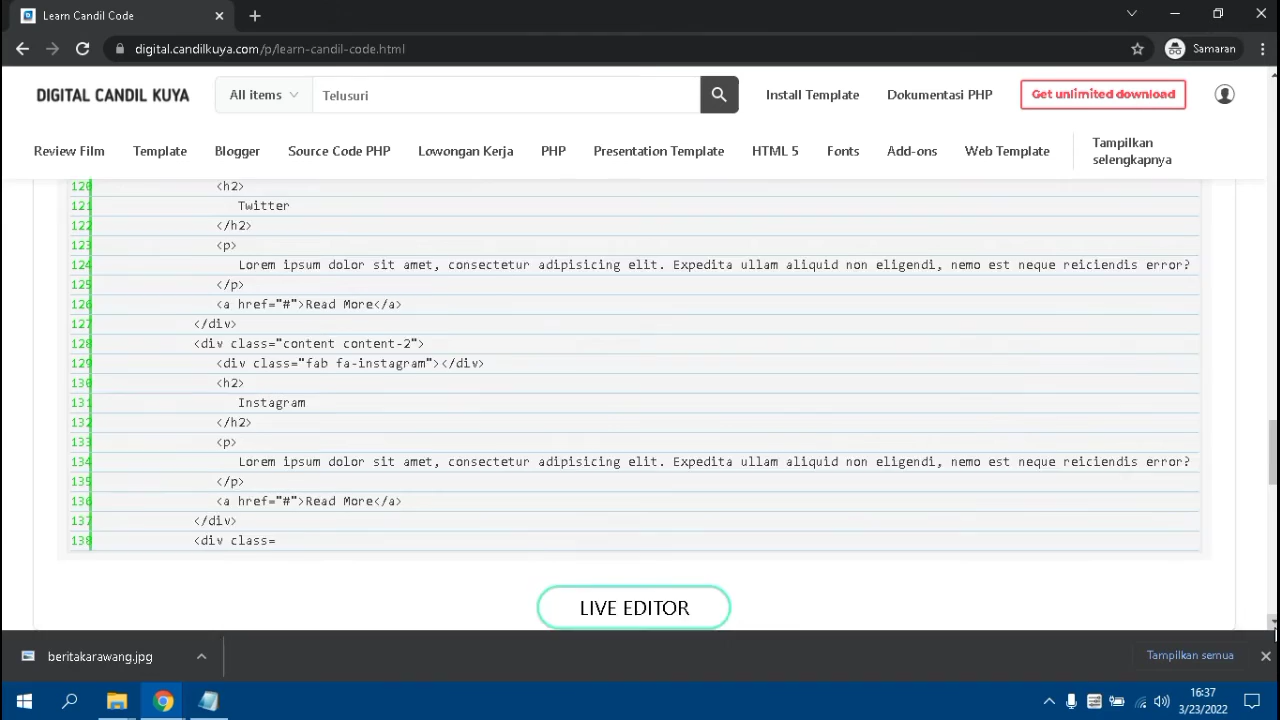 Learn Candil Code
digital.candilkuya.com/p/learn-candil-code.html
Samaran
DIGITAL CANDIL KUYA
All items
Telusuri
Install Template
Dokumentasi PHP
Get unlimited download
Review Film
Template
Blogger
Source Code PHP
Lowongan Kerja
PHP
Presentation Template
HTML 5
Fonts
Add-ons
Web Template
Tampilkan
selengkapnya
120 <h2>
121 Twitter
122 </h2>
123 <p>
124 Lorem ipsum dolor sit amet, consectetur adipisicing elit. Expedita ullam aliquid non eligendi, nemo est neque reiciendis error?
125 </p>
126 <a href="#">Read More</a>
127 </div>
128 <div class="content content-2">
129 <div class="fab fa-instagram"></div>
130 <h2>
131 Instagram
132 </h2>
133 <p>
134 Lorem ipsum dolor sit amet, consectetur adipisicing elit. Expedita ullam aliquid non eligendi, nemo est neque reiciendis error?
135 </p>
136 <a href="#">Read More</a>
137 </div>
138 <div class=
LIVE EDITOR
beritakarawang.jpg
Tampilkan semua
16:37
3/23/2022